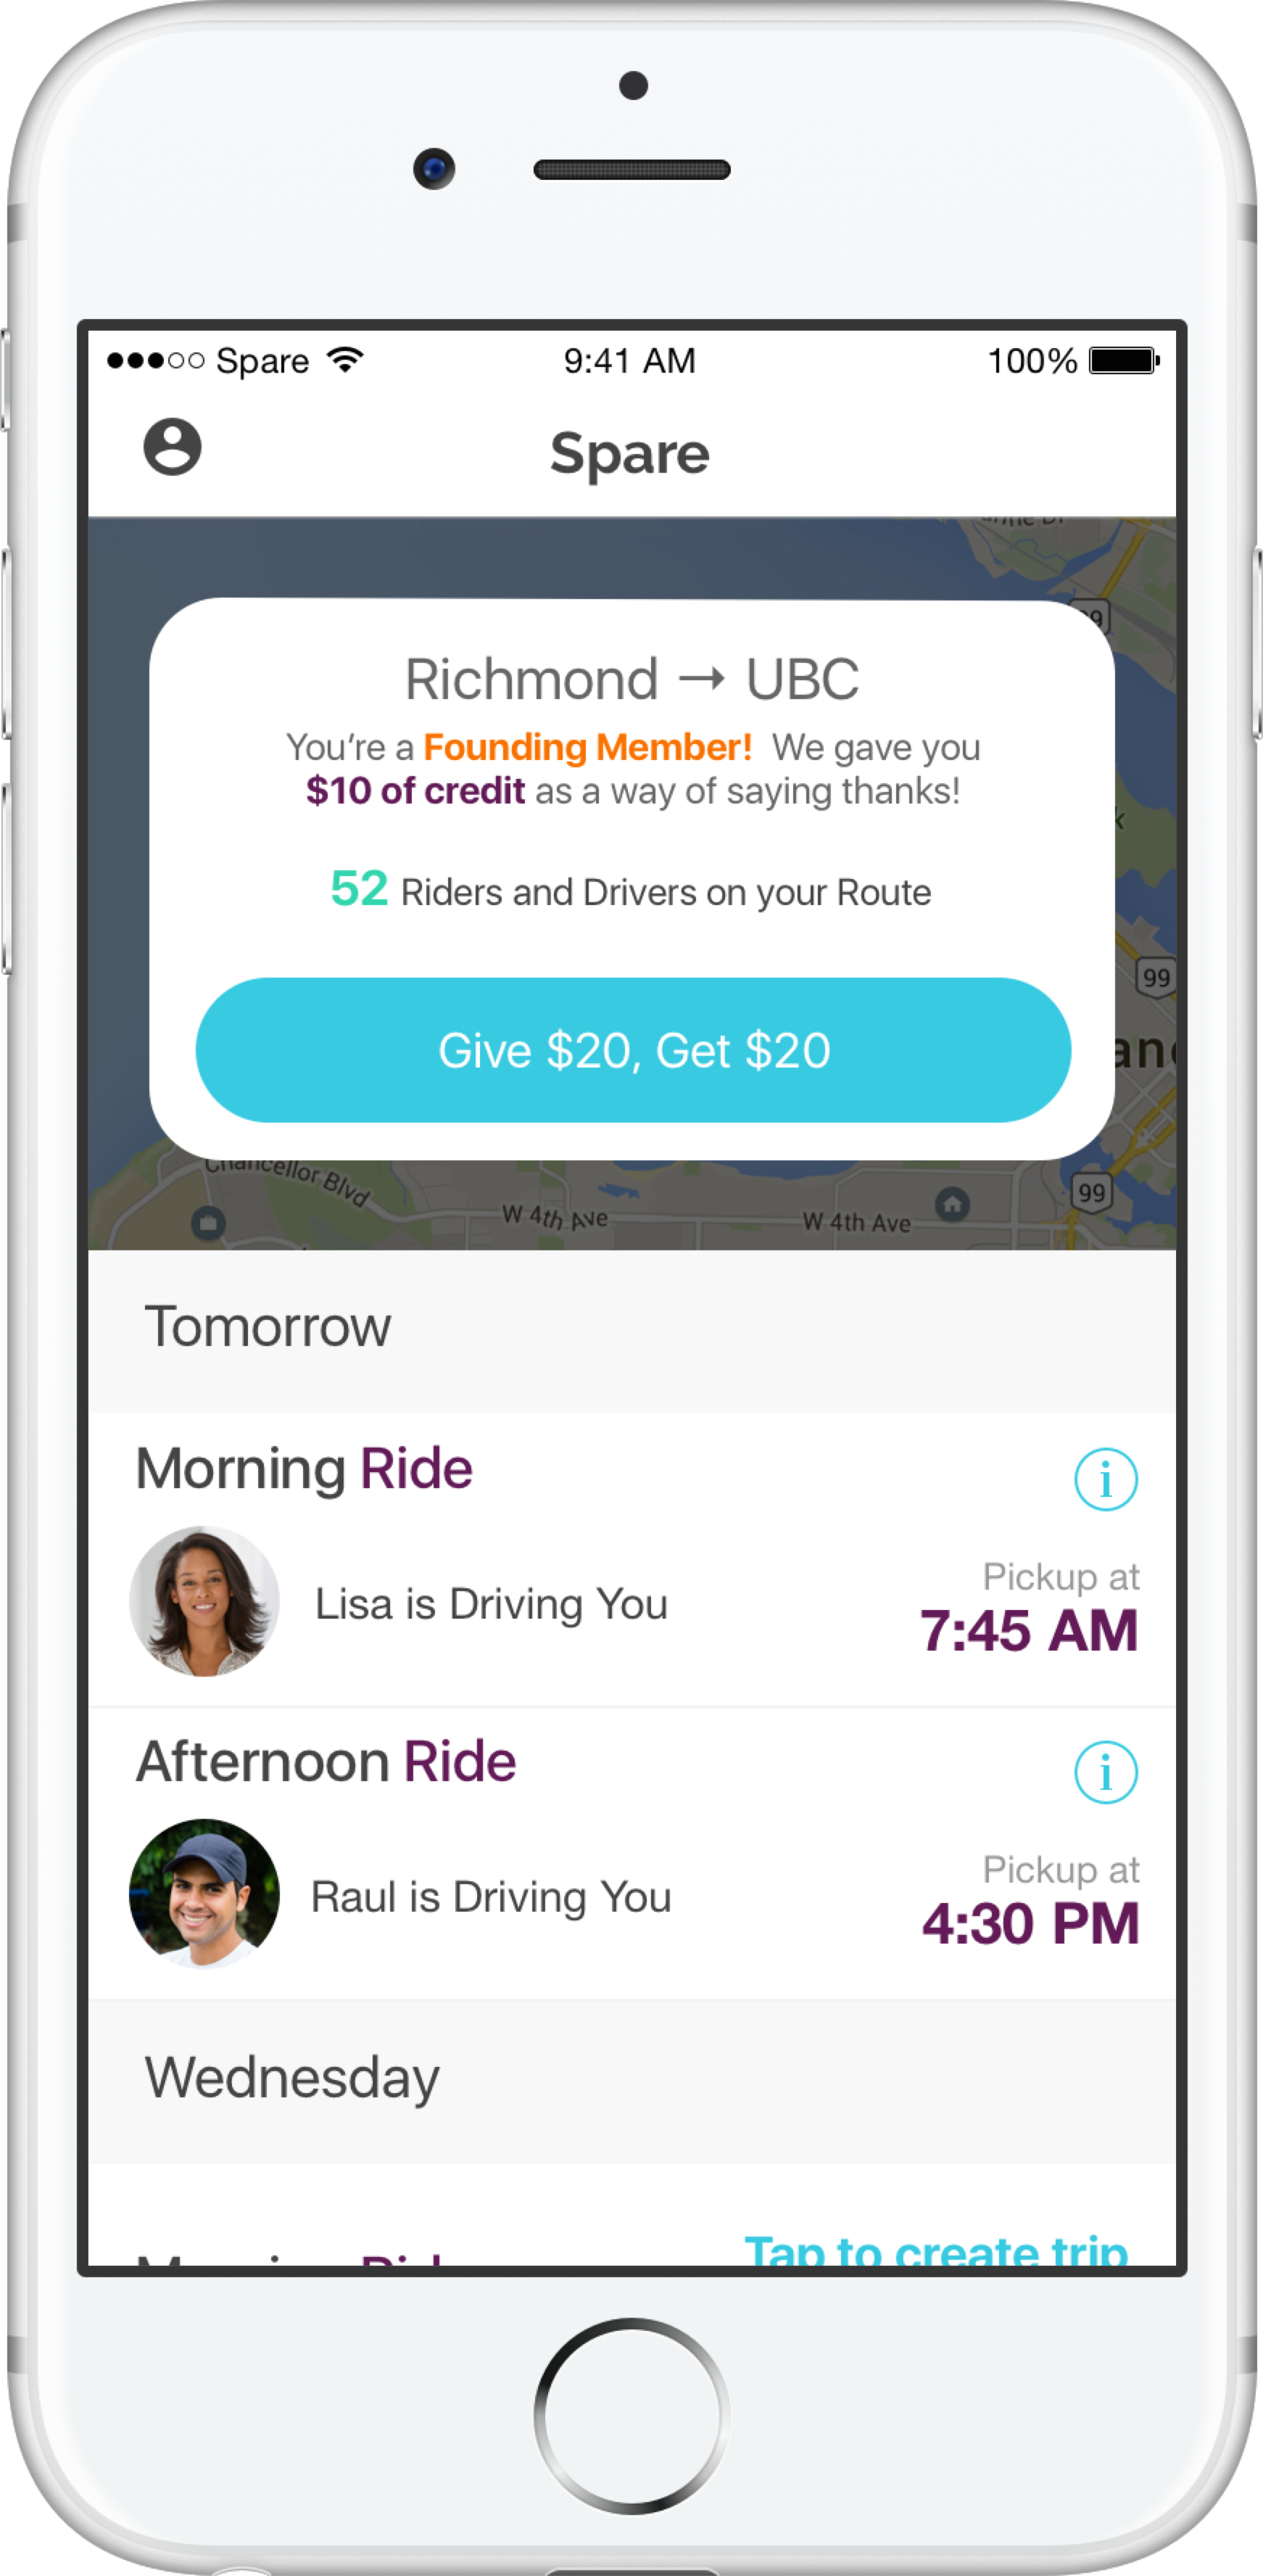 Spare 9:41 AM 100%
Spare
99
Richmond → UBC
You're a Founding Member! We gave you
$10 of credit as a way of saying thanks!
52 Riders and Drivers on your Route
99
Give $20, Get $20
Chancellor Blvd
W 4th Ave
W 4th Ave
99
Tomorrow
Morning Ride
i
Lisa is Driving You
Pickup at
7:45 AM
Afternoon Ride
i
Raul is Driving You
Pickup at
4:30 PM
Wednesday
Morning Ride
Tap to create trip